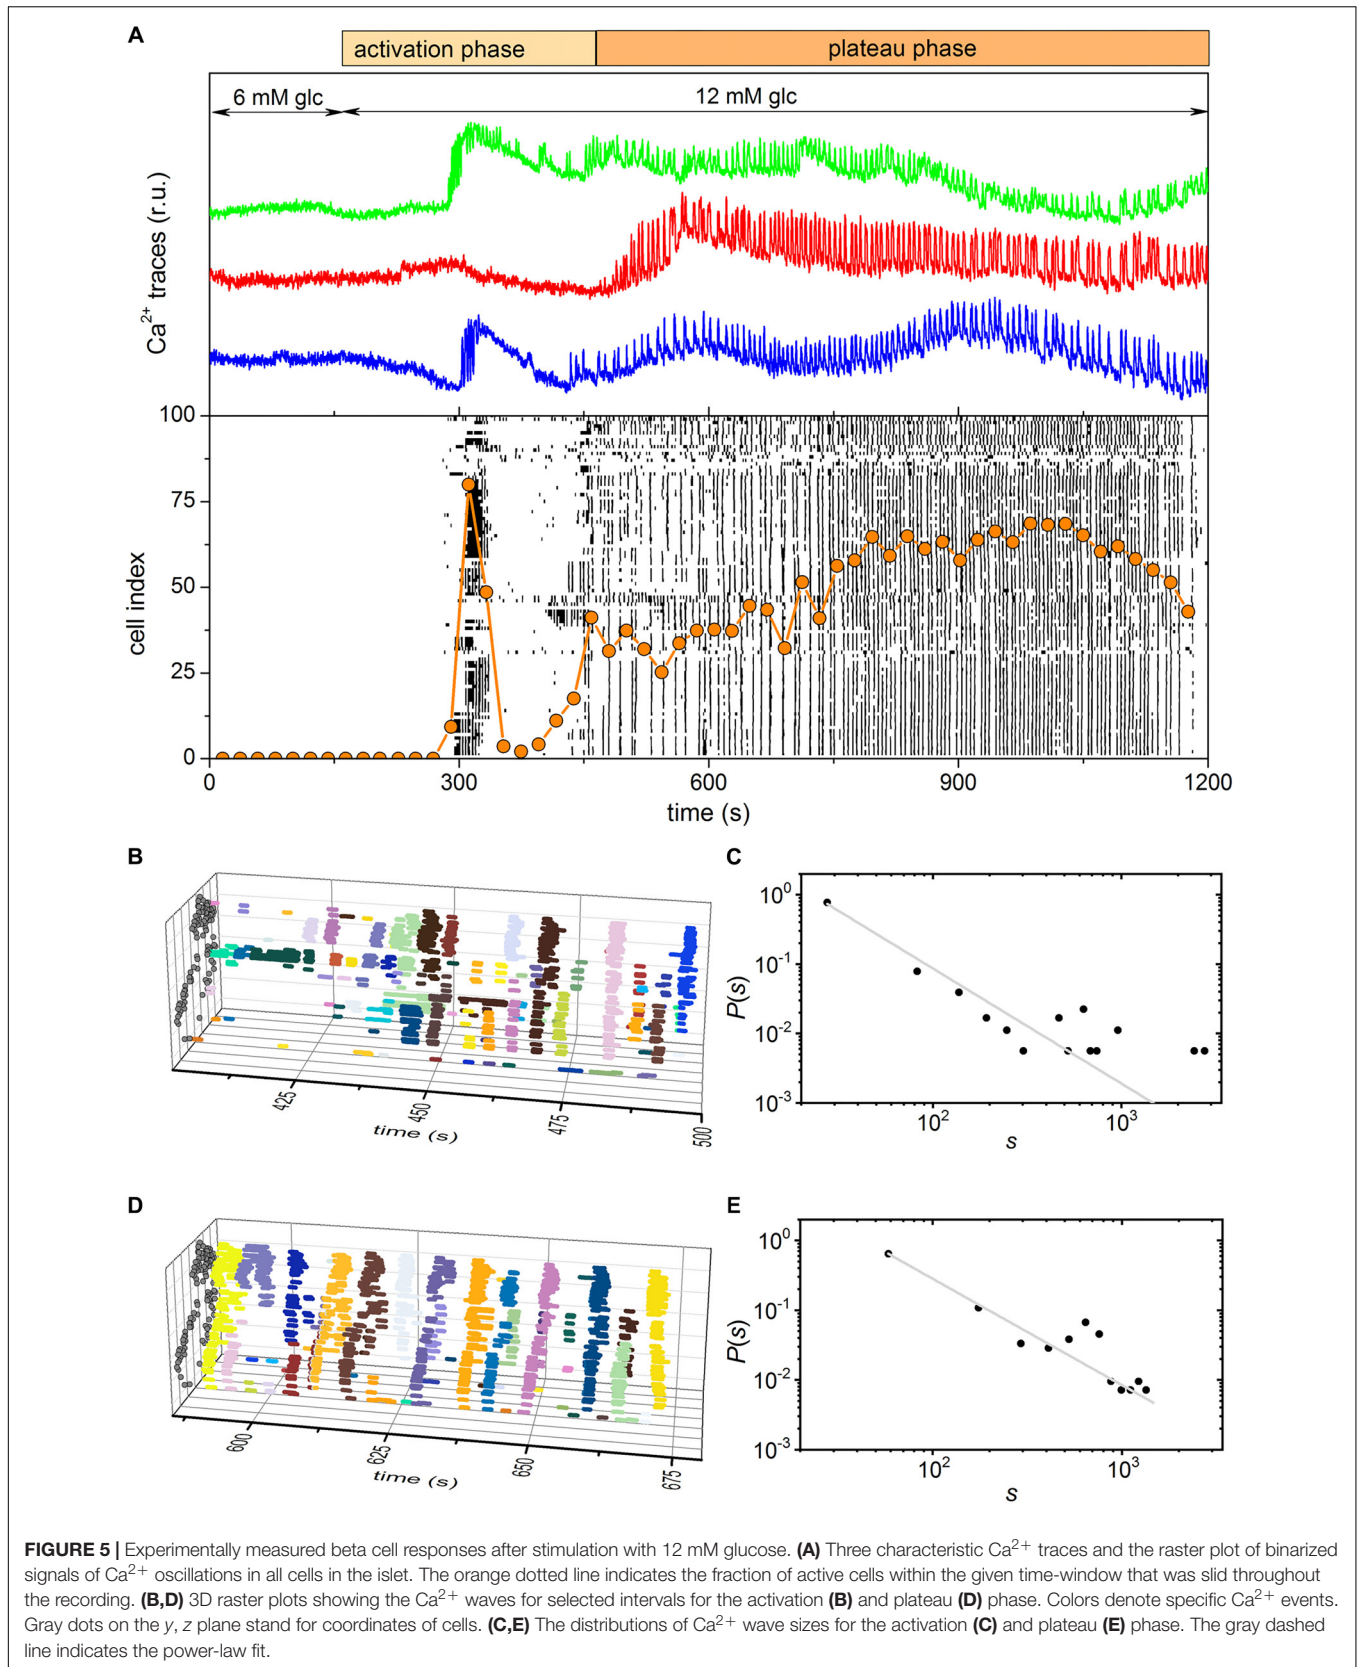 A
activation phase
plateau phase
6 mM glc
12 mM glc
Ca2+ traces (r.u.)
100
75
50
25
0
cell index
0
300
600
900
1200
time (s)
B
425
450
475
500
time (s)
C
10^0
10^-1
10^-2
10^-3
P(s)
10^2
10^3
s
D
600
625
650
675
time (s)
E
10^0
10^-1
10^-2
10^-3
P(s)
10^2
10^3
s
FIGURE 5 | Experimentally measured beta cell responses after stimulation with 12 mM glucose. (A) Three characteristic Ca2+ traces and the raster plot of binarized
signals of Ca2+ oscillations in all cells in the islet. The orange dotted line indicates the fraction of active cells within the given time-window that was slid throughout
the recording. (B,D) 3D raster plots showing the Ca2+ waves for selected intervals for the activation (B) and plateau (D) phase. Colors denote specific Ca2+ events.
Gray dots on the y, z plane stand for coordinates of cells. (C,E) The distributions of Ca2+ wave sizes for the activation (C) and plateau (E) phase. The gray dashed
line indicates the power-law fit.